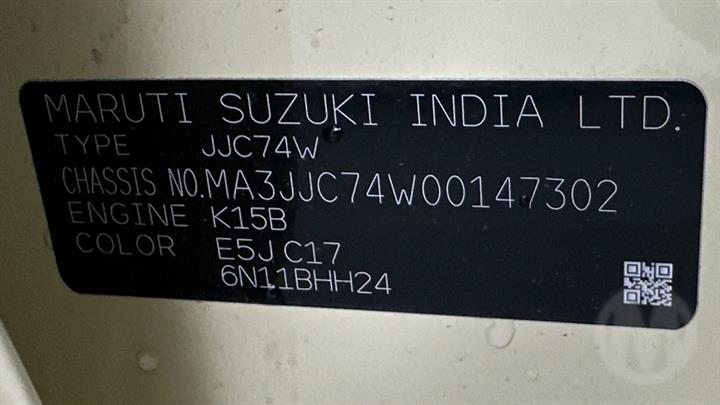 MARUTI SUZUKI INDIA LTD.
TYPE JJC74W
CHASSIS NO. MA3JJC74W00147302
ENGINE K15B
COLOR E5J C17
6N11BHH24